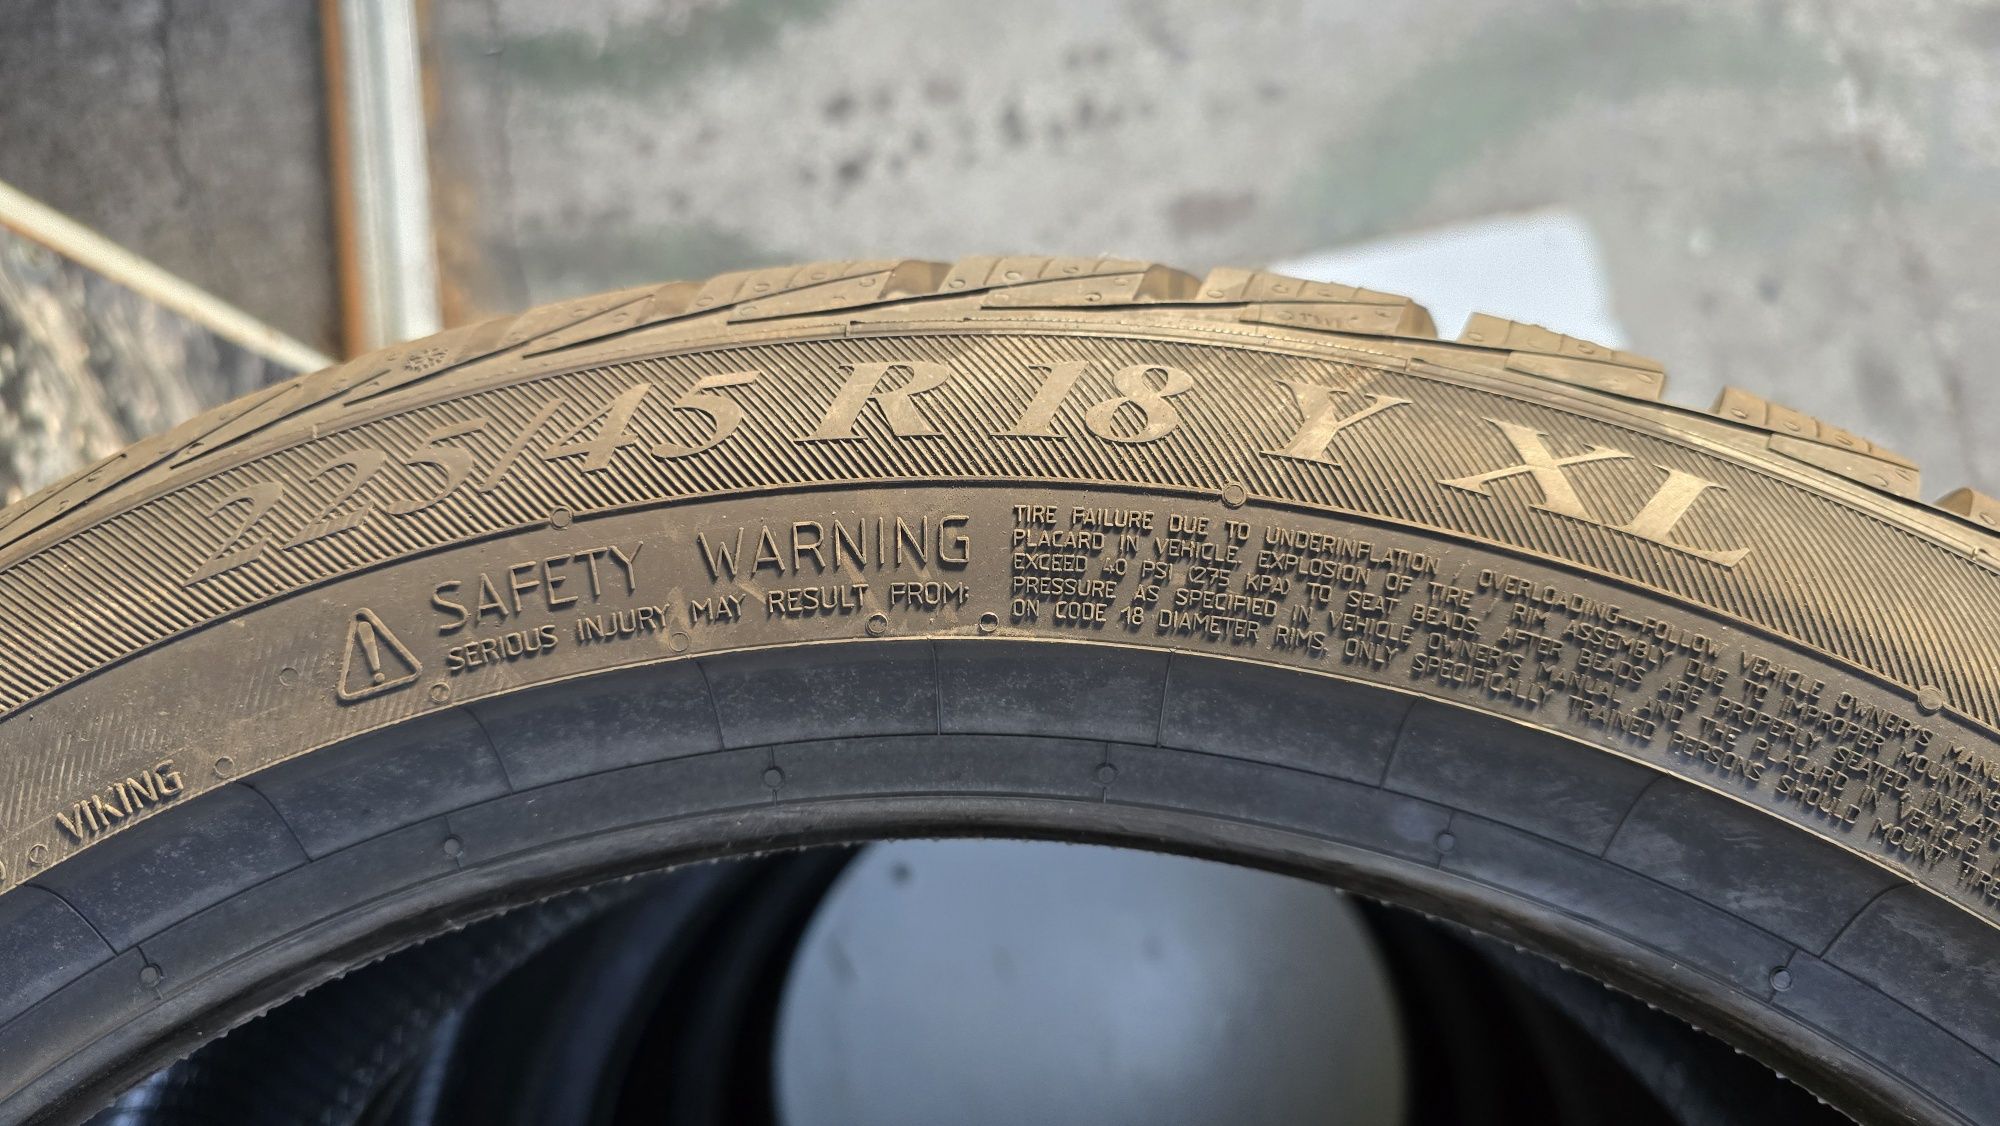 225/45 R 18 Y XL
SAFETY WARNING
SERIOUS INJURY MAY RESULT FROM:
TIRE FAILURE DUE TO UNDERINFLATION / OVERLOADING- FOLLOW VEHICLE OWNER'S
PLACARD IN VEHICLE. EXPLOSION OF TIRE / RIM ASSEMBLY DUE TO IMPROPER MOUNTING
EXCEED 40 PSI (275 KPA) TO SEAT BEADS. AFTER BEADS ARE PROPERLY SEATED, INFLATE
PRESSURE AS SPECIFIED IN VEHICLE OWNER'S MANUAL AND THE PLACARD IN VEHICLE.
ON CODE 18 DIAMETER RIMS. ONLY SPECIFICALLY TRAINED PERSONS SHOULD MOUNT TIRE
VIKING